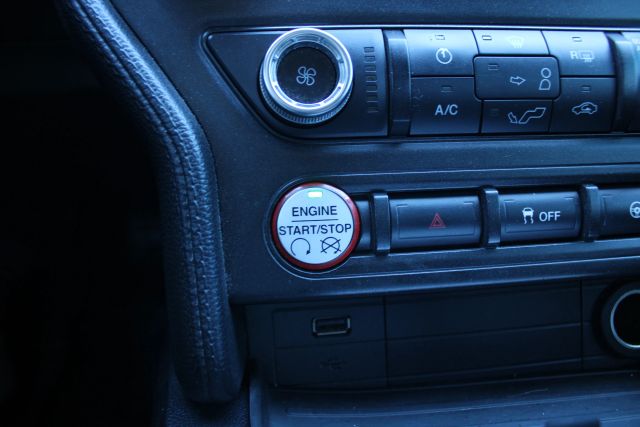 R
A/C
ENGINE
START/STOP
OFF